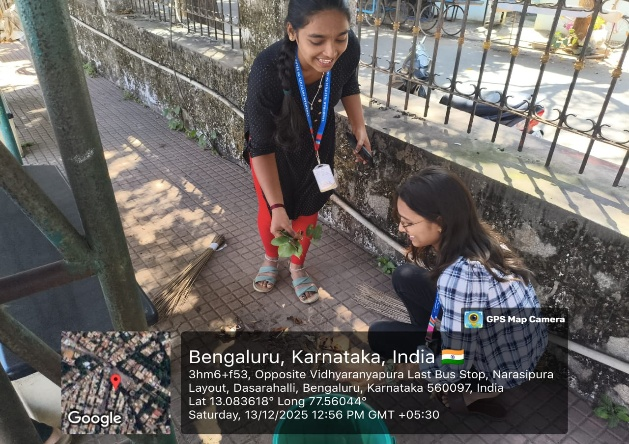 GPS Map Camera
Bengaluru, Karnataka, India
3hm6+f53, Opposite Vidhyaranyapura Last Bus Stop, Narasipura
Layout, Dasarahalli, Bengaluru, Karnataka 560097, India
Lat 13.083618° Long 77.56044°
Saturday, 13/12/2025 12:56 PM GMT +05:30
Google